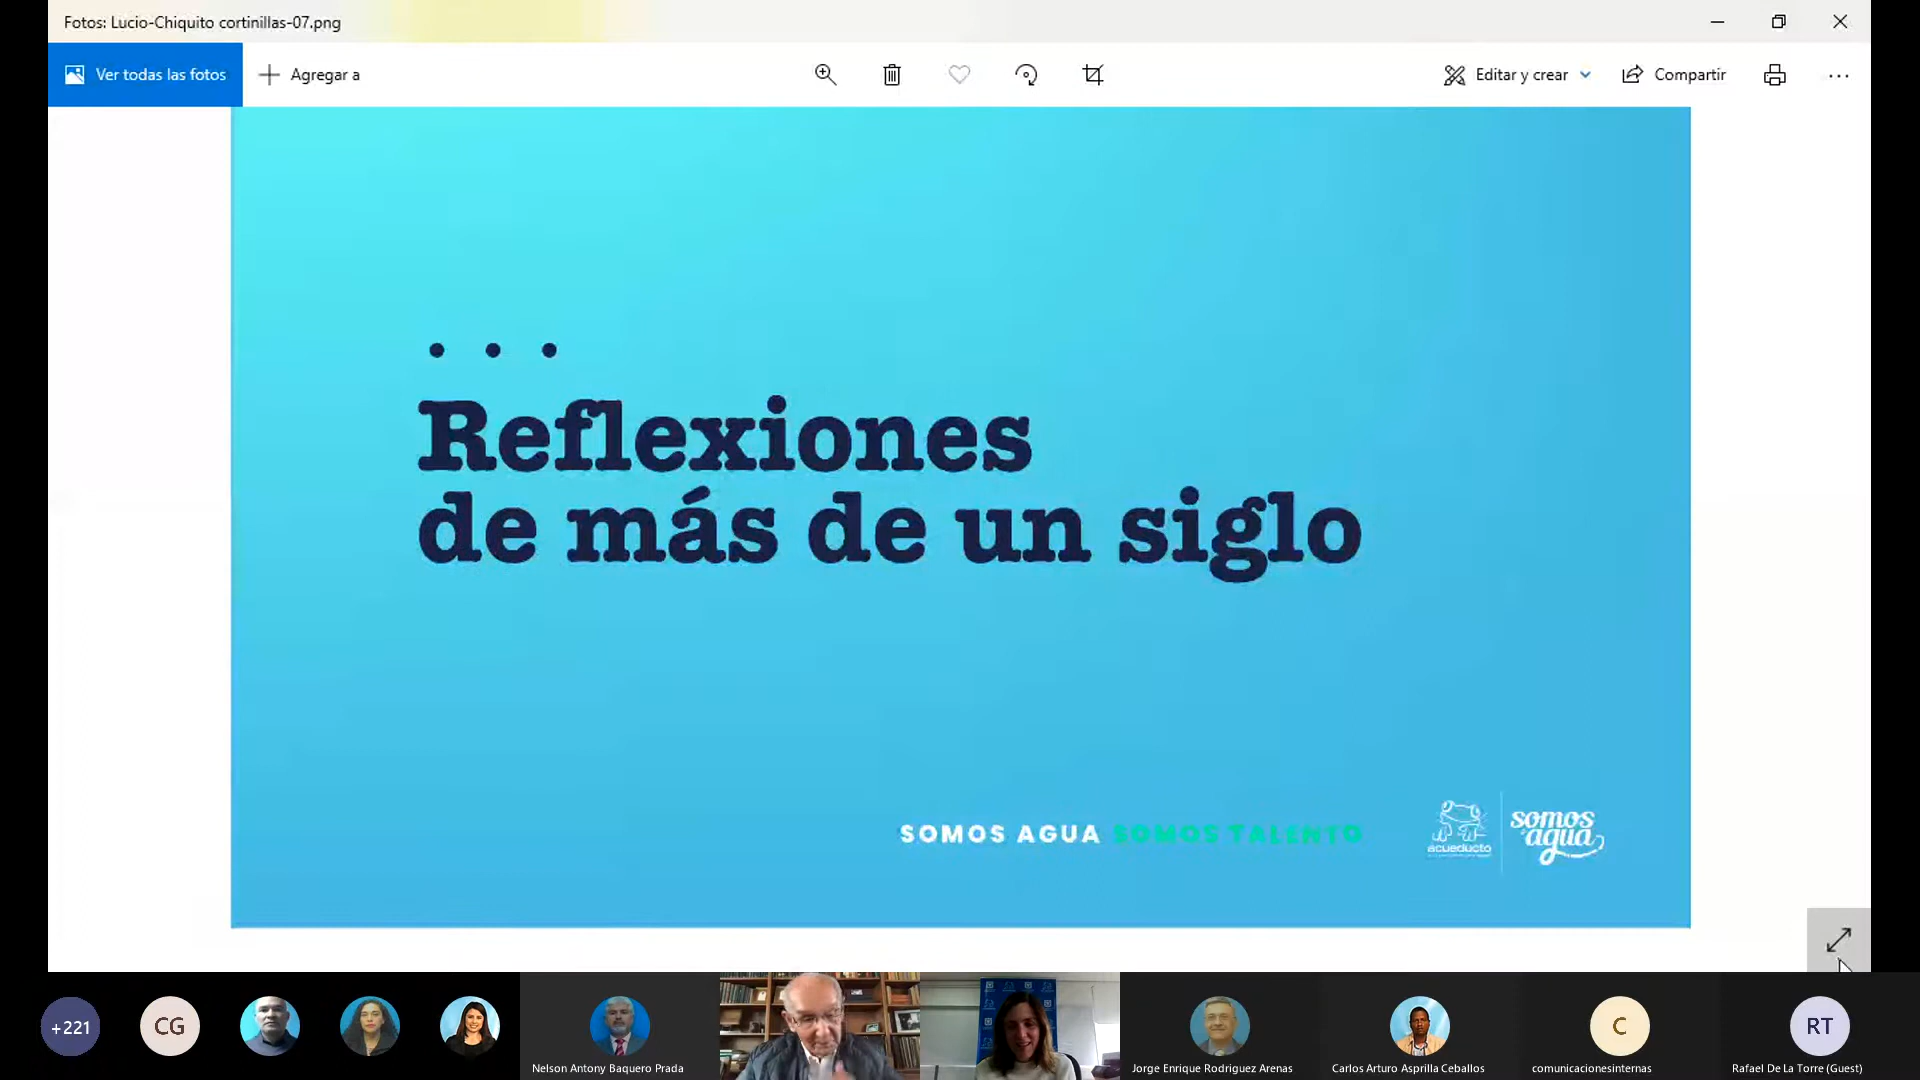 Fotos: Lucio-Chiquito cortinillas-07.png
Ver todas las fotos
Agregar a
Editar y crear
Compartir
Reflexiones
de más de un siglo
SOMOS AGUA SOMOS TALENTO
acueducto
somos
agua
+221
CG
C
RT
Nelson Antony Baquero Prada
Jorge Enrique Rodriguez Arenas
Carlos Arturo Asprilla Ceballos
comunicacionesinternas
Rafael De La Torre (Guest)